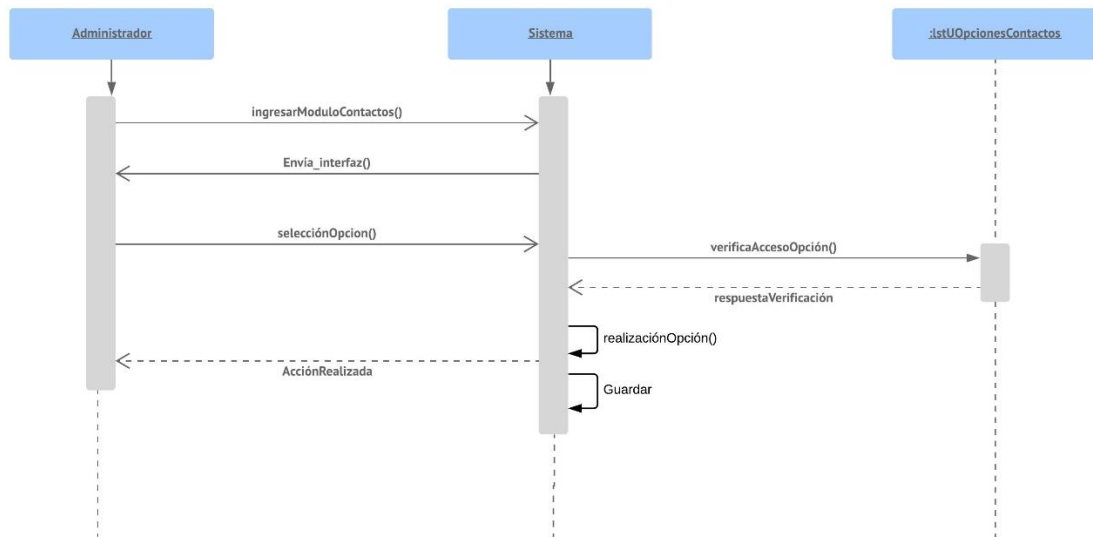 Administrador
Sistema
:lstUOpcionesContactos
ingresarModuloContactos()
Envía_interfaz()
selecciónOpcion()
verificaAccesoOpción()
respuestaVerificación
realizaciónOpción()
AcciónRealizada
Guardar